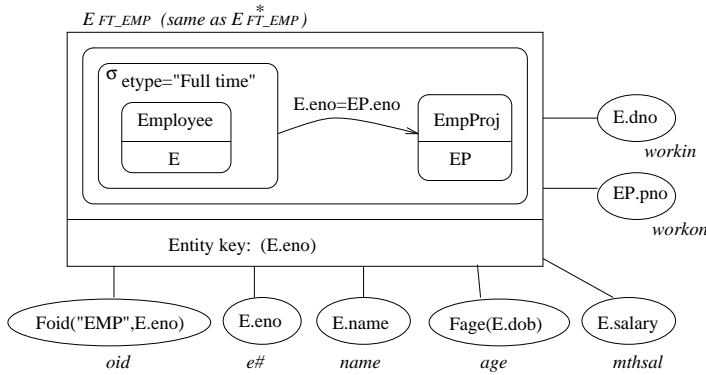 E FT_EMP (same as E FT_EMP *)
σ etype="Full time"
E.eno=EP.eno
Employee
E
EmpProj
EP
E.dno
workin
EP.pno
workon
Entity key: (E.eno)
Foid("EMP",E.eno)
E.eno
E.name
Fage(E.dob)
E.salary
oid
e#
name
age
mthsal